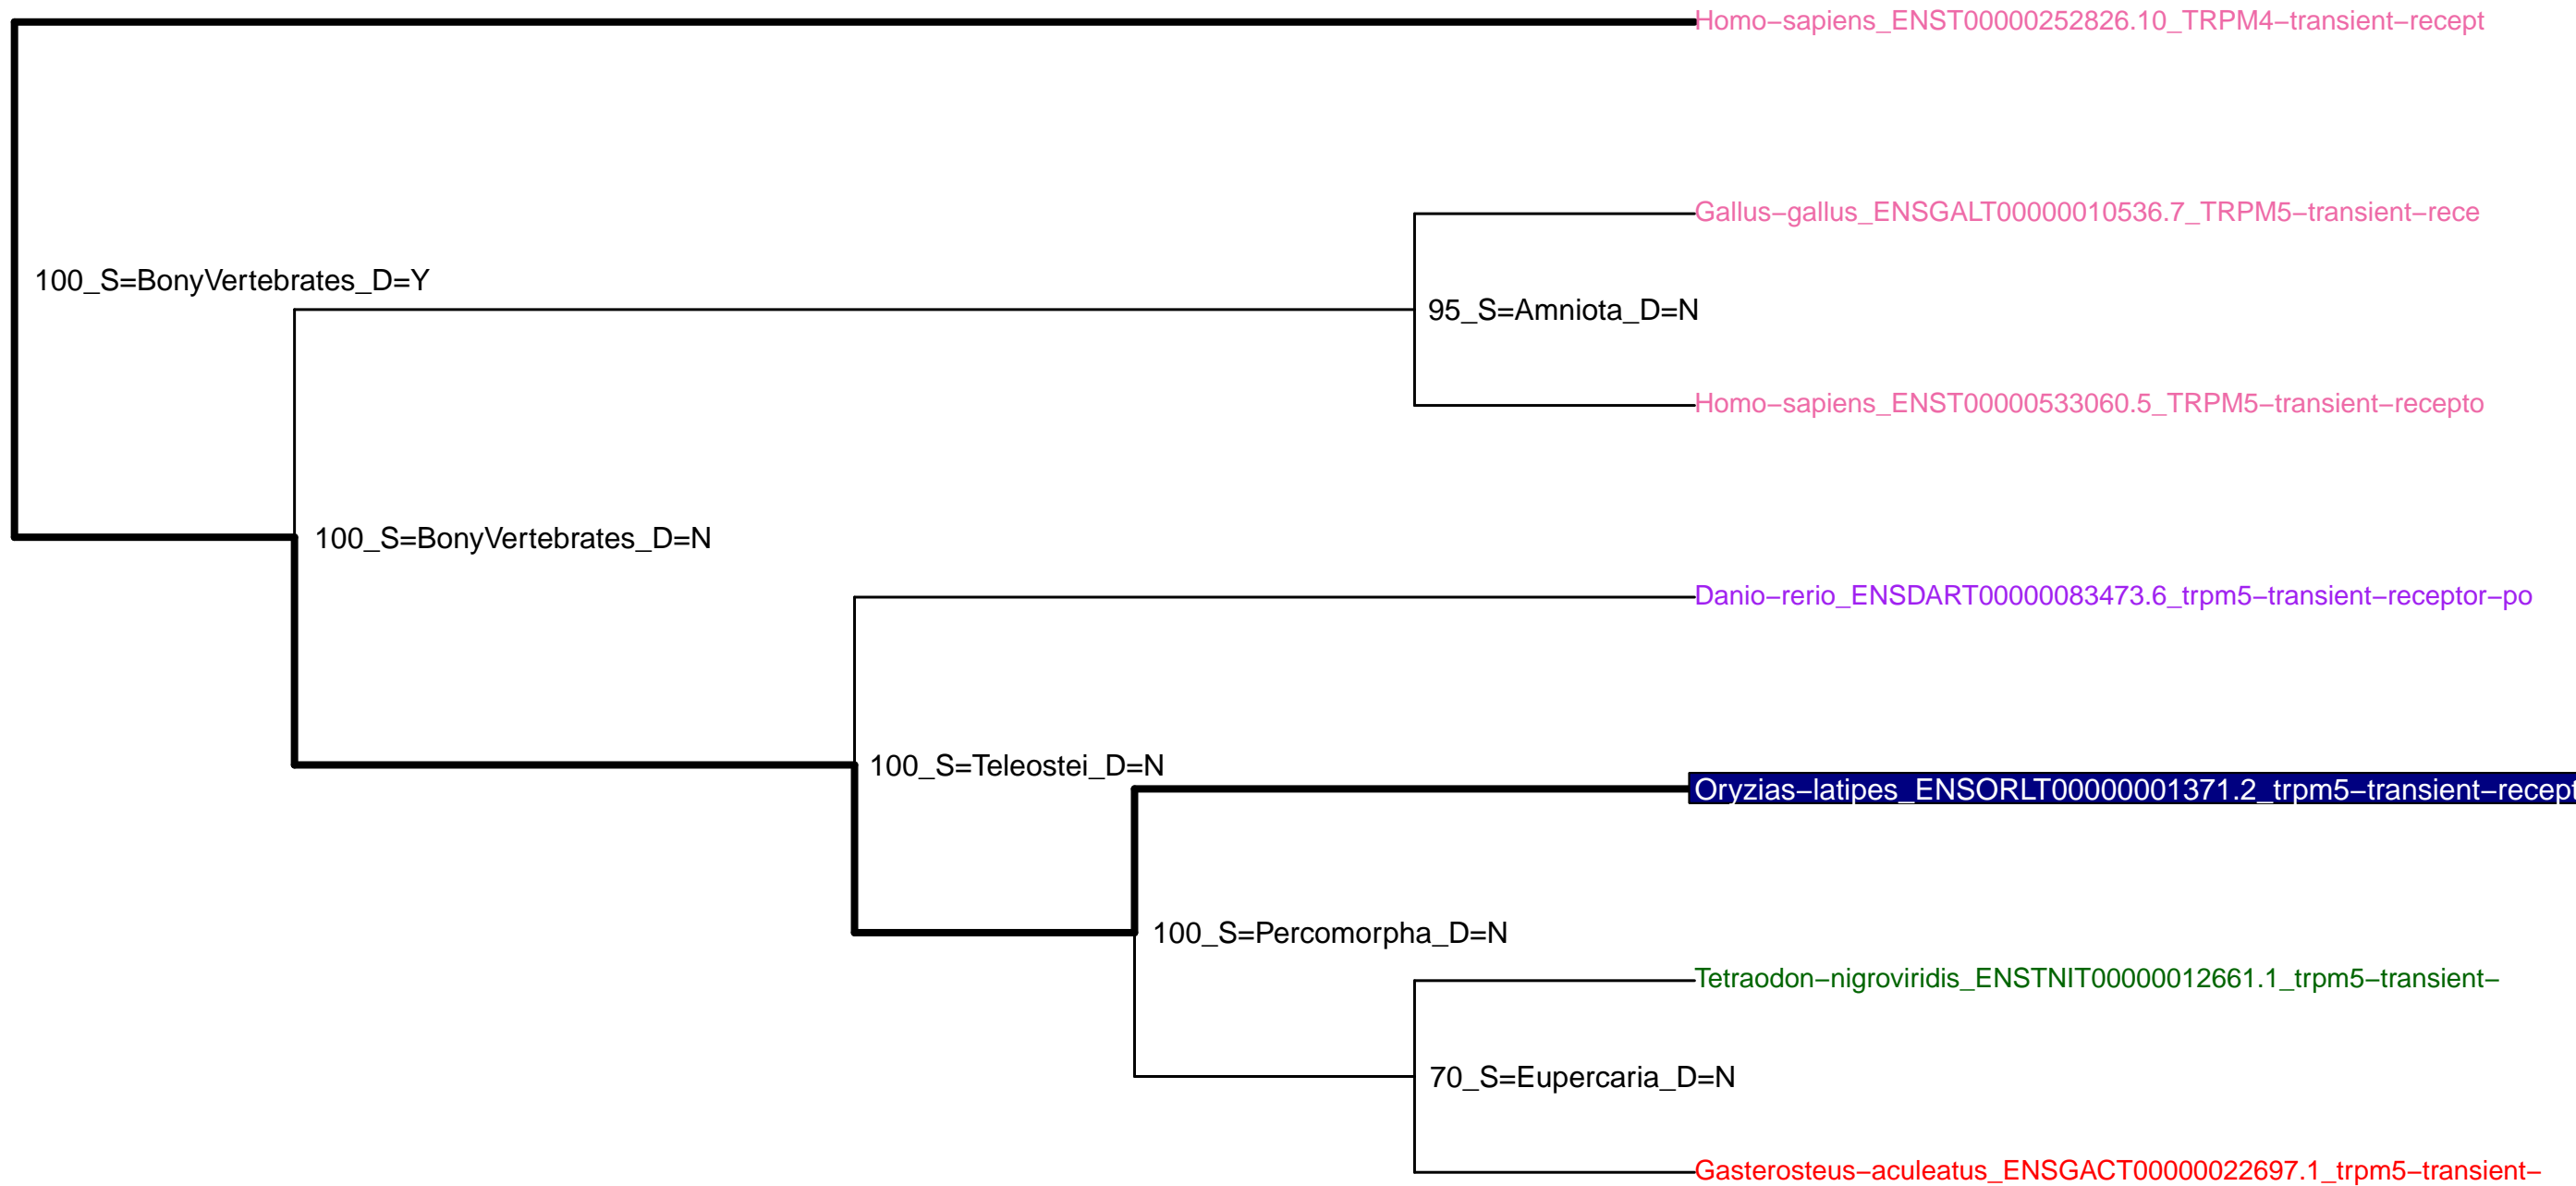 Homo−sapiens_ENST00000252826.10_TRPM4−transient−recept
Gallus−gallus_ENSGALT00000010536.7_TRPM5−transient−rece
100_S=BonyVertebrates_D=Y
95_S=Amniota_D=N
Homo−sapiens_ENST00000533060.5_TRPM5−transient−recepto
100_S=BonyVertebrates_D=N
Danio−rerio_ENSDART00000083473.6_trpm5−transient−receptor−po
100_S=Teleostei_D=N
Oryzias−latipes_ENSORLT00000001371.2_trpm5−transient−recept
100_S=Percomorpha_D=N
Tetraodon−nigroviridis_ENSTNIT00000012661.1_trpm5−transient−
70_S=Eupercaria_D=N
Gasterosteus−aculeatus_ENSGACT00000022697.1_trpm5−transient−